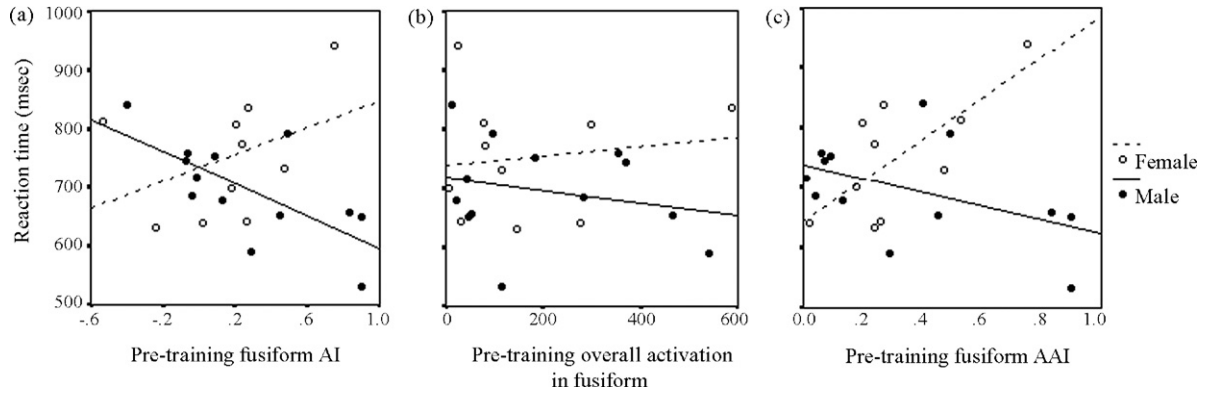 (a)
1000
900
800
700
600
500
Reaction time (msec)
-.6
-.2
.2
.6
1.0
Pre-training fusiform AI
(b)
0
200
400
600
Pre-training overall activation
in fusiform
(c)
0.0
.2
.4
.6
.8
1.0
Pre-training fusiform AAI
Female
Male